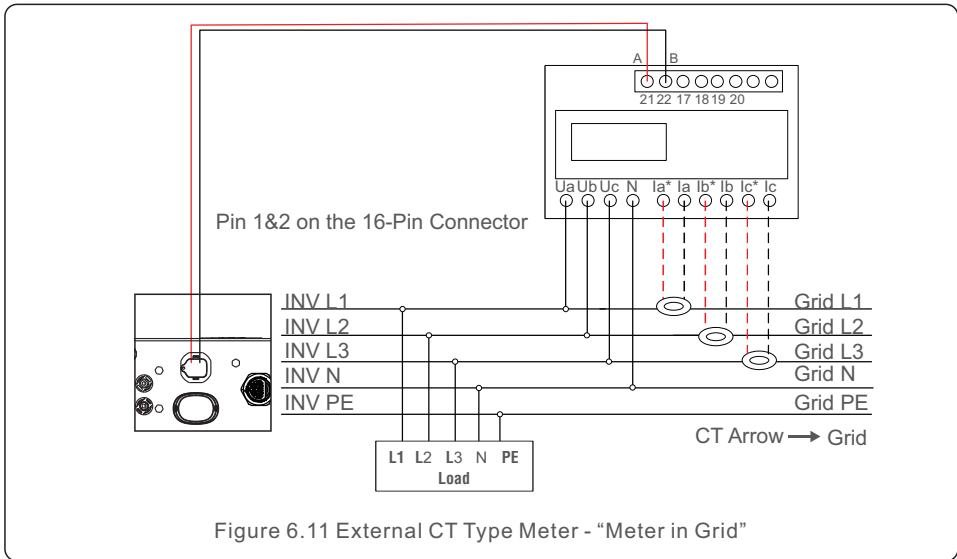 A B
21 22 17 18 19 20
Ua Ub Uc N Ia* Ia Ib* Ib Ic* Ic
Pin 1&2 on the 16-Pin Connector
INV L1 Grid L1
INV L2 Grid L2
INV L3 Grid L3
INV N Grid N
INV PE Grid PE
CT Arrow → Grid
L1 L2 L3 N PE
Load
Figure 6.11 External CT Type Meter - “Meter in Grid”